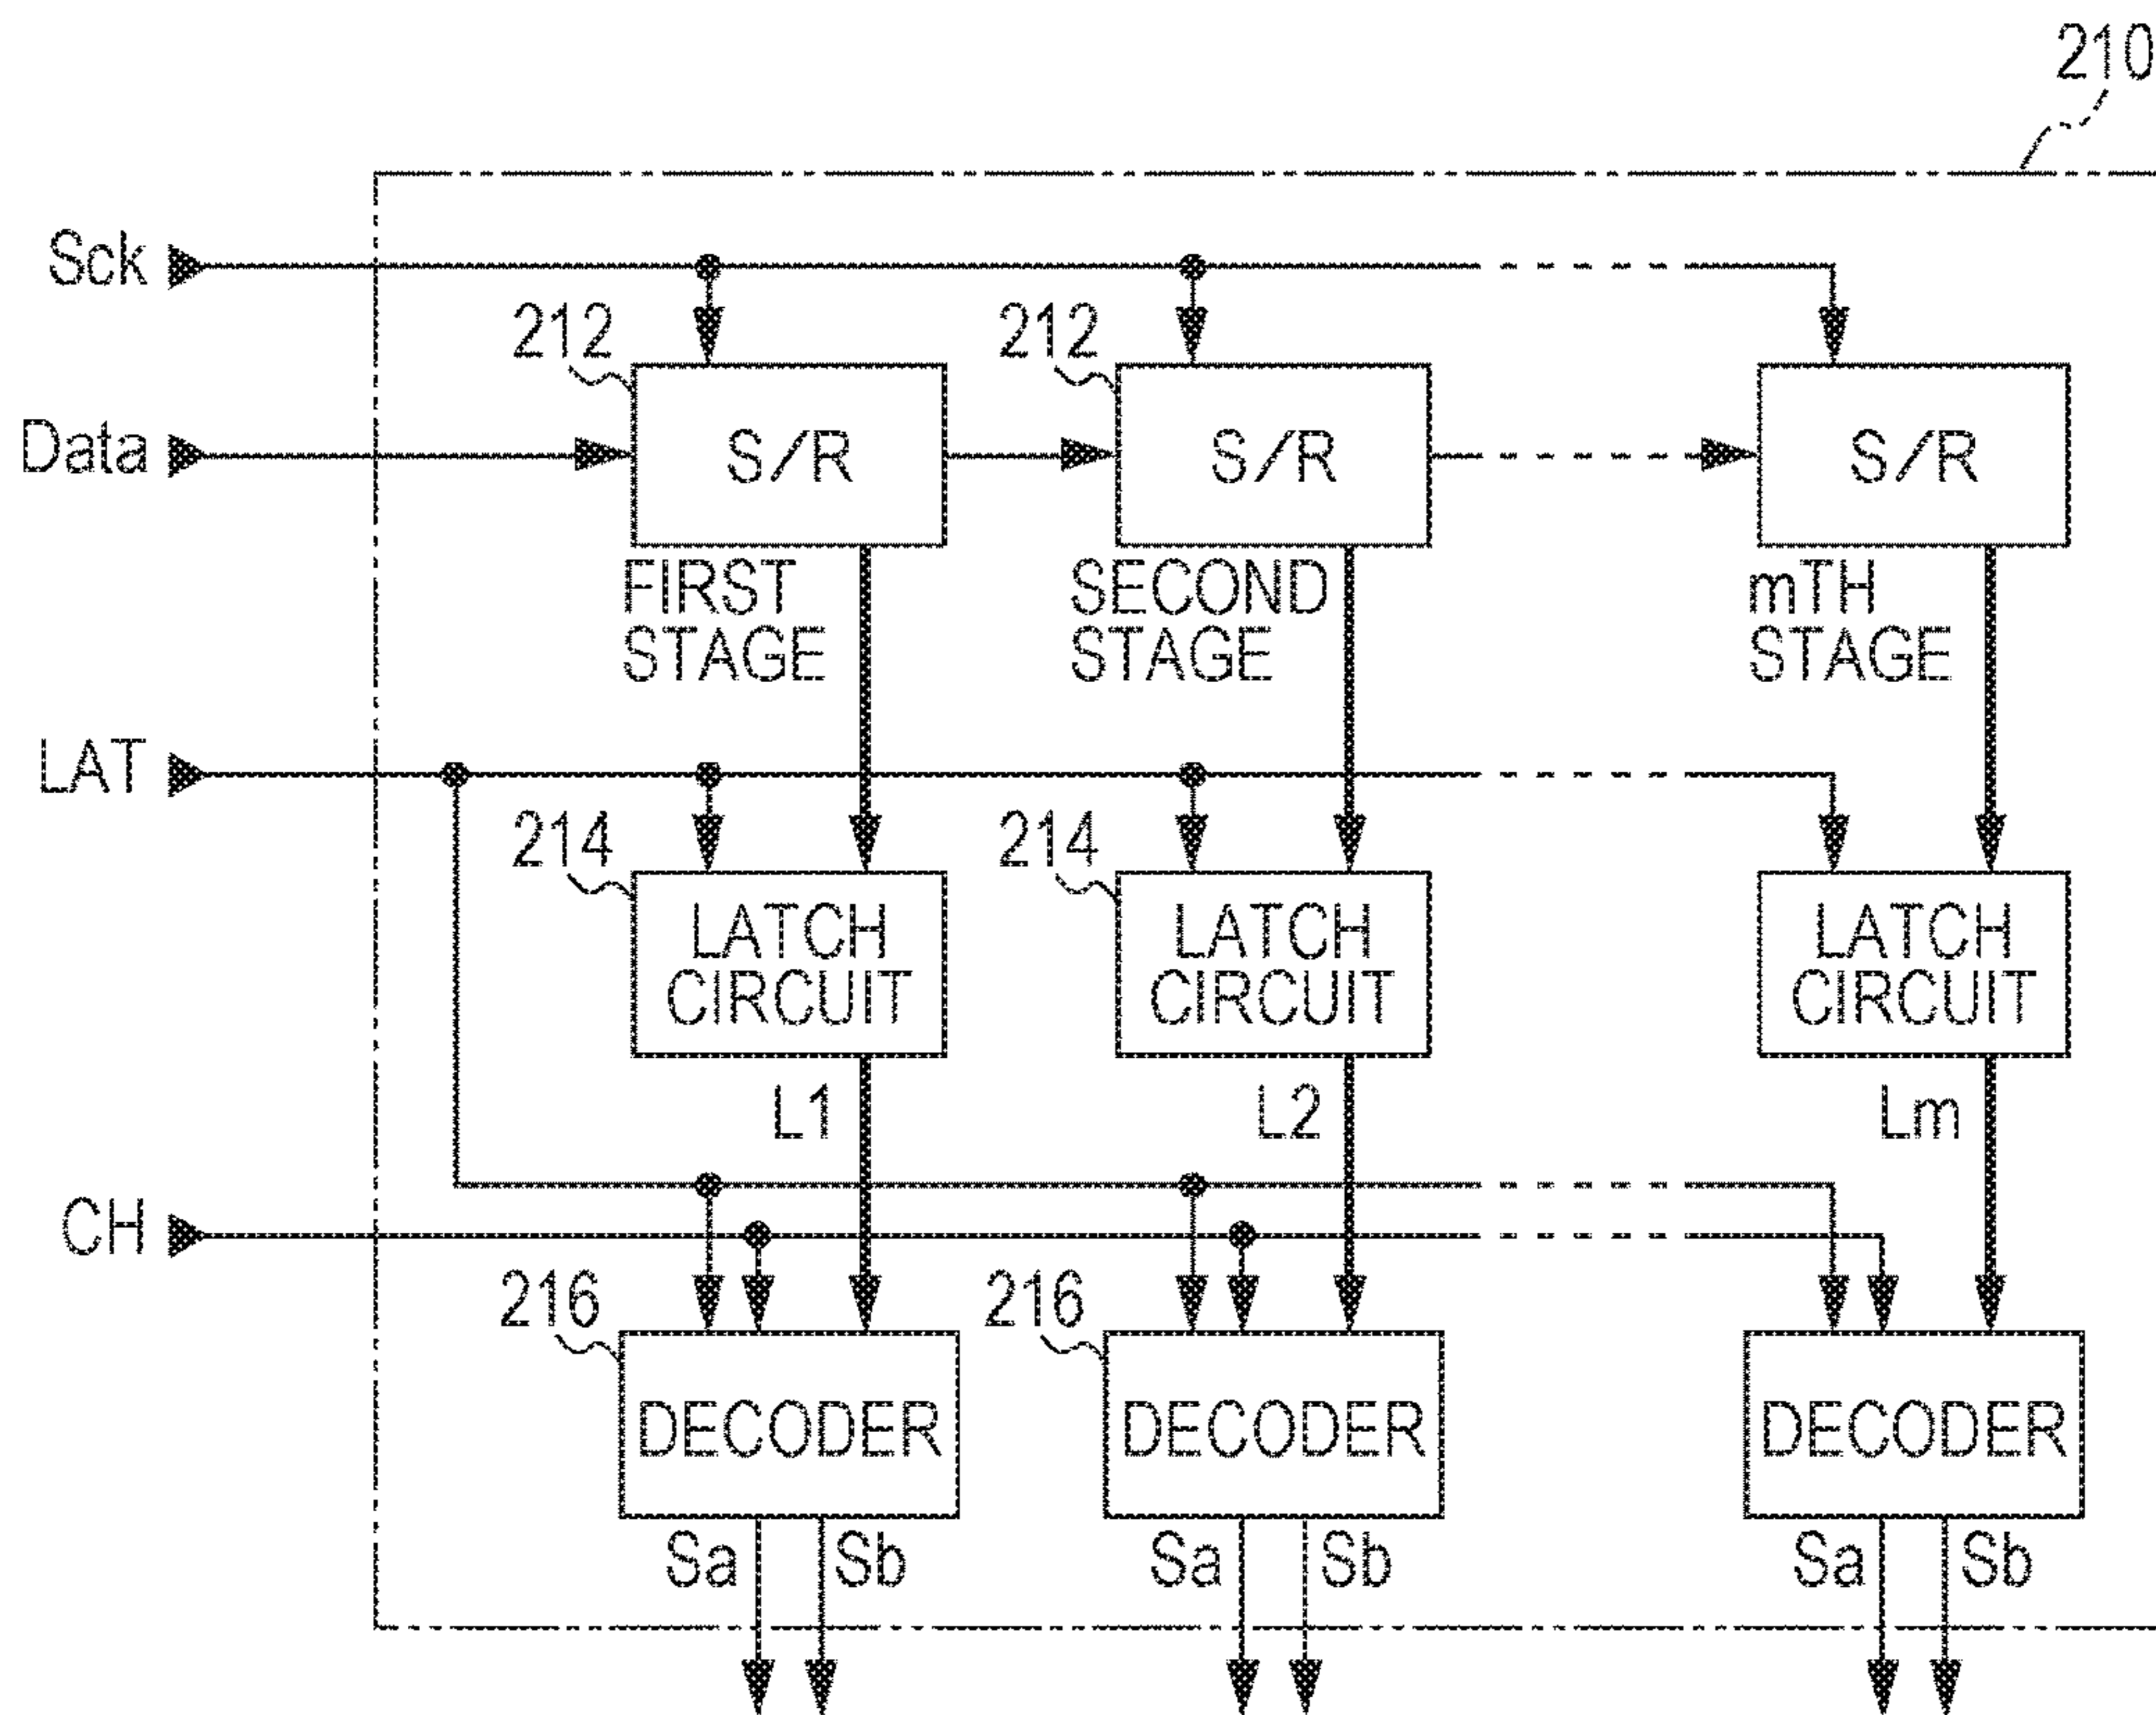 210
Sck
212
212
Data
S/R
S/R
S/R
FIRST
STAGE
SECOND
STAGE
mTH
STAGE
LAT
214
214
LATCH
CIRCUIT
LATCH
CIRCUIT
LATCH
CIRCUIT
L1
L2
Lm
CH
216
216
DECODER
DECODER
DECODER
Sa
Sb
Sa
Sb
Sa
Sb